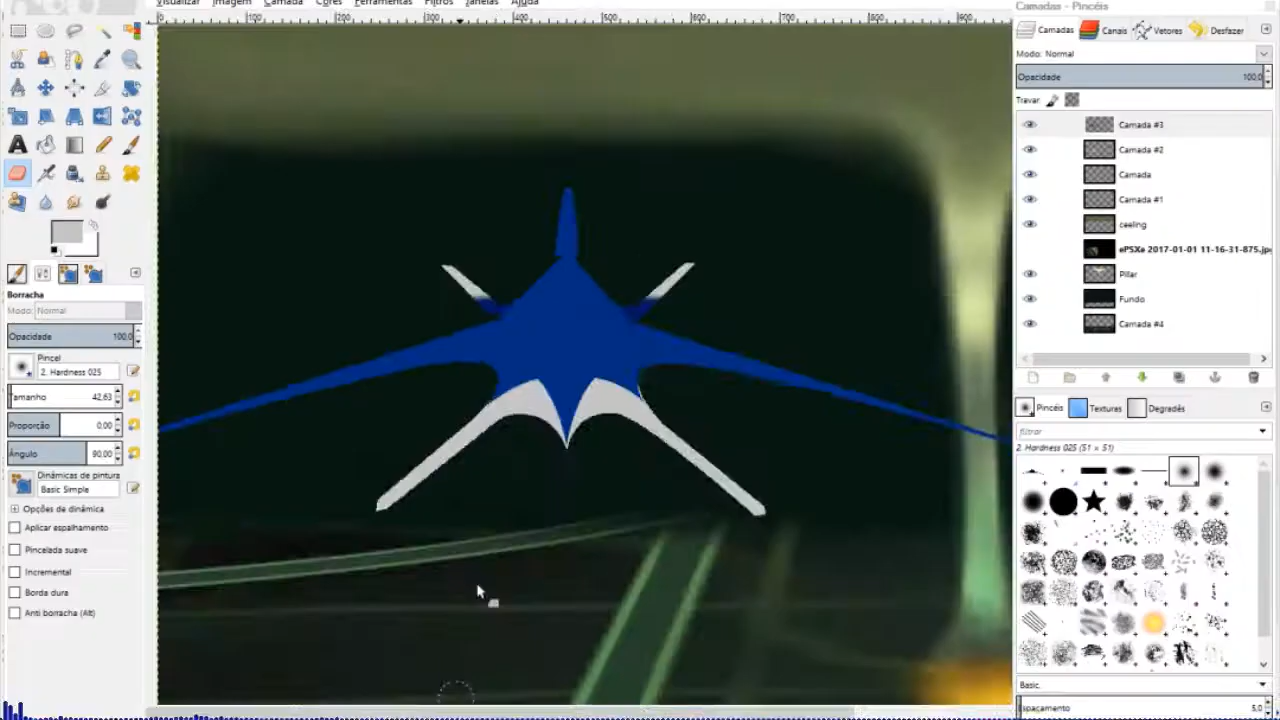 Visualizar Imagem Camada Cores Ferramentas Filtros Janelas Ajuda
Camadas - Pincéis
Camadas Canais Vetores Desfazer
Modo: Normal
Opacidade 100,0
Travar:
Camada #3
Camada #2
Camada
Camada #1
ceeling
ePSXe 2017-01-01 11-16-31-875.jpg
Pilar
Fundo
Camada #4
Borracha
Modo: Normal
Opacidade 100,0
Pincel
2. Hardness 025
Tamanho 42,63
Proporção 0,00
Ângulo 90,00
Dinâmicas de pintura
Basic Simple
Opções de dinâmica
Aplicar espalhamento
Pincelada suave
Incremental
Borda dura
Anti borracha (Alt)
Pincéis Texturas Degradês
filtrar
2. Hardness 025 (51 × 51)
Basic,
Espaçamento 5,0